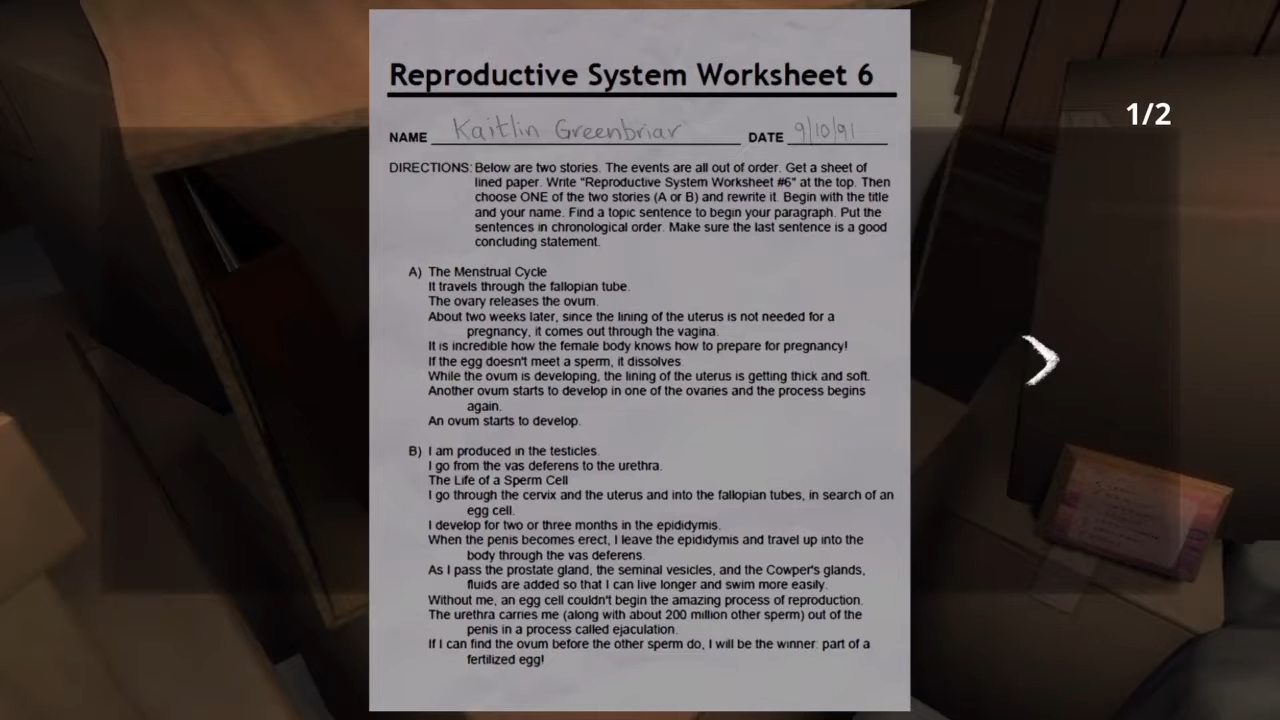 Reproductive System Worksheet 6
1/2
NAME Kaitlin Greenbriar DATE 9/10/91
DIRECTIONS: Below are two stories. The events are all out of order. Get a sheet of
lined paper. Write "Reproductive System Worksheet #6" at the top. Then
choose ONE of the two stories (A or B) and rewrite it. Begin with the title
and your name. Find a topic sentence to begin your paragraph. Put the
sentences in chronological order. Make sure the last sentence is a good
concluding statement.
A) The Menstrual Cycle
It travels through the fallopian tube.
The ovary releases the ovum.
About two weeks later, since the lining of the uterus is not needed for a
pregnancy, it comes out through the vagina.
It is incredible how the female body knows how to prepare for pregnancy!
If the egg doesn't meet a sperm, it dissolves.
While the ovum is developing, the lining of the uterus is getting thick and soft.
Another ovum starts to develop in one of the ovaries and the process begins
again.
An ovum starts to develop.
B) I am produced in the testicles.
I go from the vas deferens to the urethra.
The Life of a Sperm Cell
I go through the cervix and the uterus and into the fallopian tubes, in search of an
egg cell.
I develop for two or three months in the epididymis.
When the penis becomes erect, I leave the epididymis and travel up into the
body through the vas deferens.
As I pass the prostate gland, the seminal vesicles, and the Cowper's glands,
fluids are added so that I can live longer and swim more easily.
Without me, an egg cell couldn't begin the amazing process of reproduction.
The urethra carries me (along with about 200 million other sperm) out of the
penis in a process called ejaculation.
If I can find the ovum before the other sperm do, I will be the winner: part of a
fertilized egg!